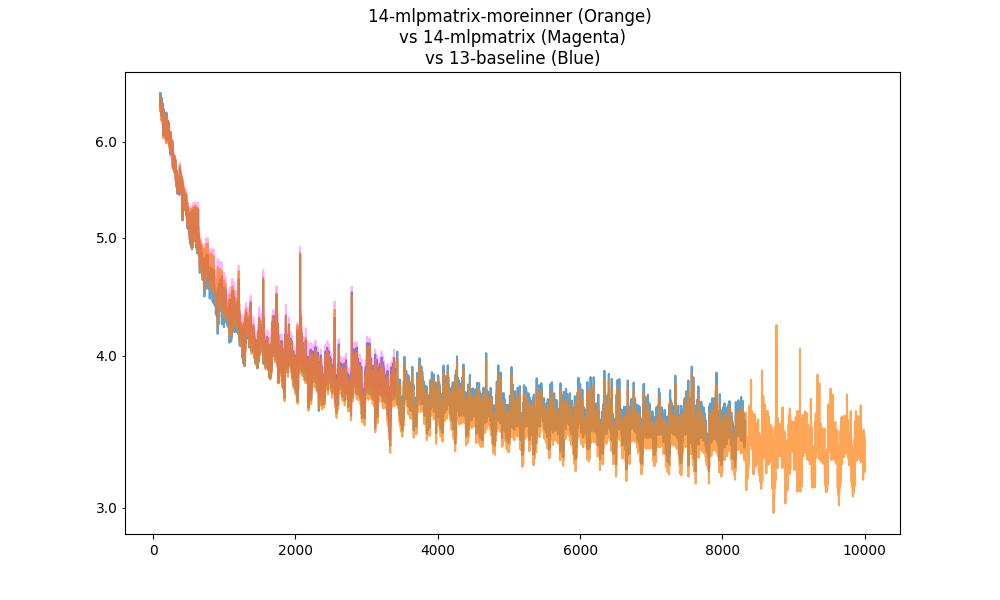 14-mlpmatrix-moreinner (Orange)
vs 14-mlpmatrix (Magenta)
vs 13-baseline (Blue)
6.0
5.0
4.0
3.0
0 2000 4000 6000 8000 10000